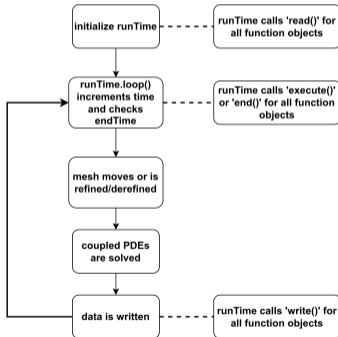 initialize runTime
runTime calls 'read()' for
all function objects
runTime.loop()
increments time
and checks
endTime
runTime calls 'execute()'
or 'end()' for all function
objects
mesh moves or is
refined/derefined
coupled PDEs
are solved
data is written
runTime calls 'write()' for
all function objects